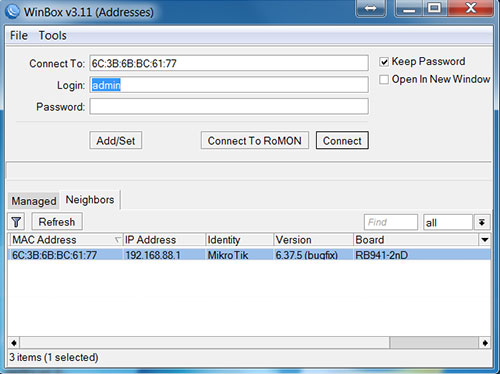 WinBox v3.11 (Addresses)
File Tools
Connect To: 6C:3B:6B:BC:61:77
Keep Password
Login: admin
Open In New Window
Password:
Add/Set Connect To RoMON Connect
Managed Neighbors
Refresh Find all
MAC Address IP Address Identity Version Board
6C:3B:6B:BC:61:77 192.168.88.1 MikroTik 6.37.5 (bugfix) RB941-2nD
3 items (1 selected)